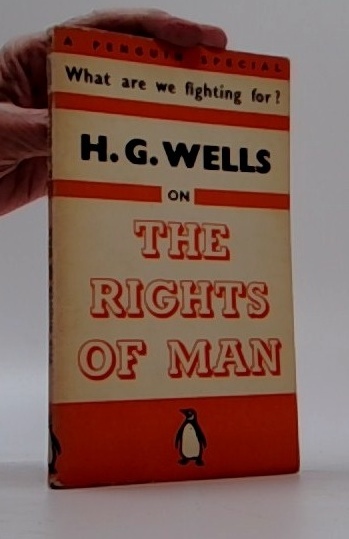 A PENGUIN SPECIAL
What are we fighting for?
H. G. WELLS
ON
THE
RIGHTS
OF MAN